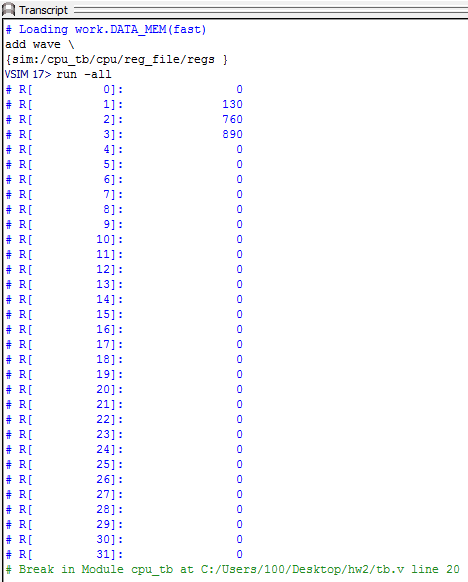 Transcript
# Loading work.DATA_MEM(fast)
add wave \
{sim:/cpu_tb/cpu/reg_file/regs }
VSIM 17> run -all
# R[          0]:          0
# R[          1]:        130
# R[          2]:        760
# R[          3]:        890
# R[          4]:          0
# R[          5]:          0
# R[          6]:          0
# R[          7]:          0
# R[          8]:          0
# R[          9]:          0
# R[         10]:          0
# R[         11]:          0
# R[         12]:          0
# R[         13]:          0
# R[         14]:          0
# R[         15]:          0
# R[         16]:          0
# R[         17]:          0
# R[         18]:          0
# R[         19]:          0
# R[         20]:          0
# R[         21]:          0
# R[         22]:          0
# R[         23]:          0
# R[         24]:          0
# R[         25]:          0
# R[         26]:          0
# R[         27]:          0
# R[         28]:          0
# R[         29]:          0
# R[         30]:          0
# R[         31]:          0
# Break in Module cpu_tb at C:/Users/100/Desktop/hw2/tb.v line 20